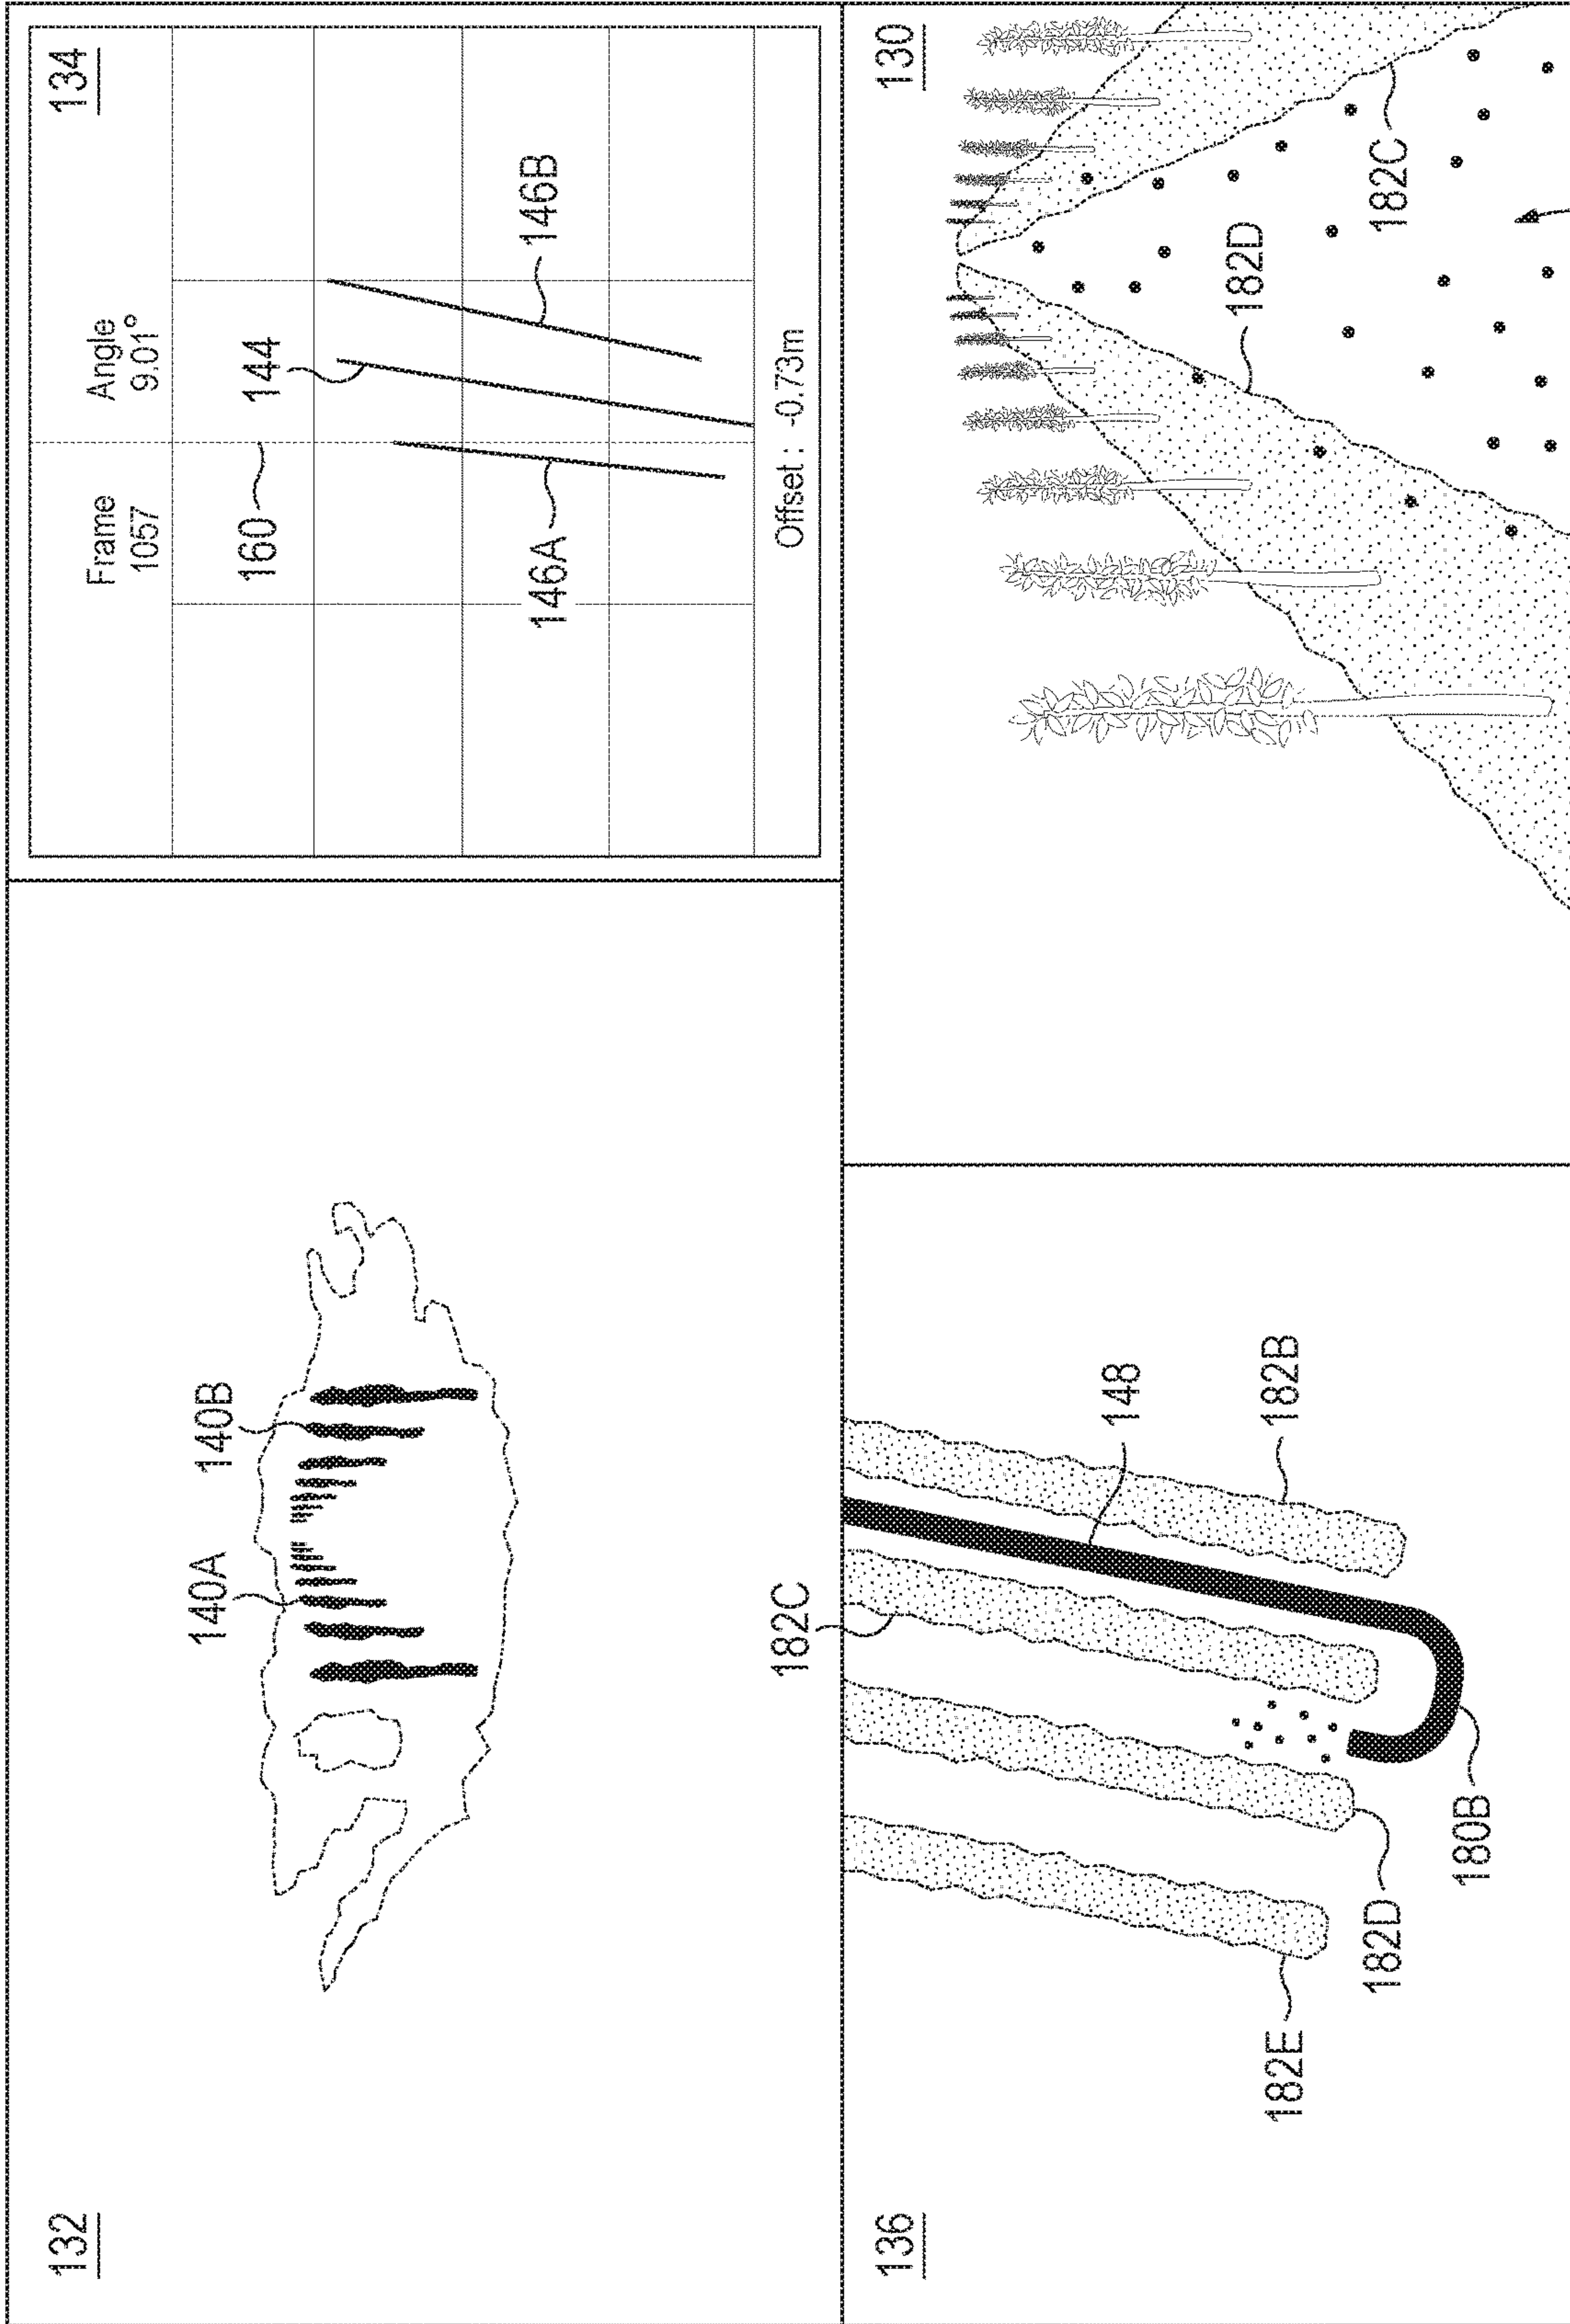 132
140A
140B
134
Frame
1057
Angle
9.01°
160
144
146A
146B
Offset : -0.73m
136
182C
148
182B
182E
182D
180B
130
182D
182C